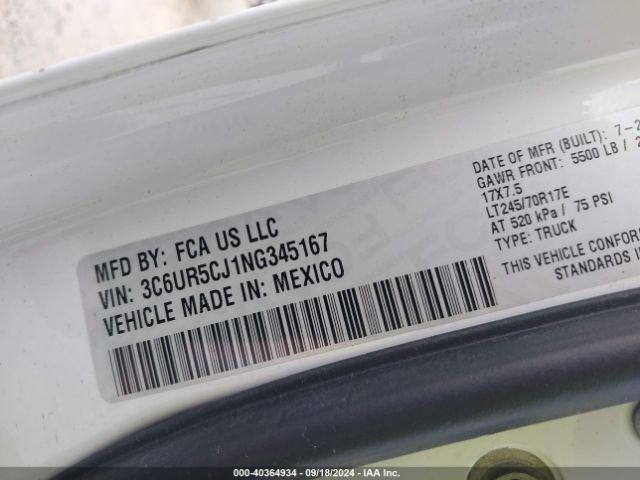 MFD BY: FCA US LLC
VIN: 3C6UR5CJ1NG345167
VEHICLE MADE IN: MEXICO
DATE OF MFR (BUILT): 7-2
GAWR FRONT: 5500 LB /
17X7.5
LT245/70R17E
AT 520 kPa / 75 PSI
TYPE: TRUCK
THIS VEHICLE CONFOR
STANDARDS I
000-40364934 - 09/18/2024 - IAA Inc.